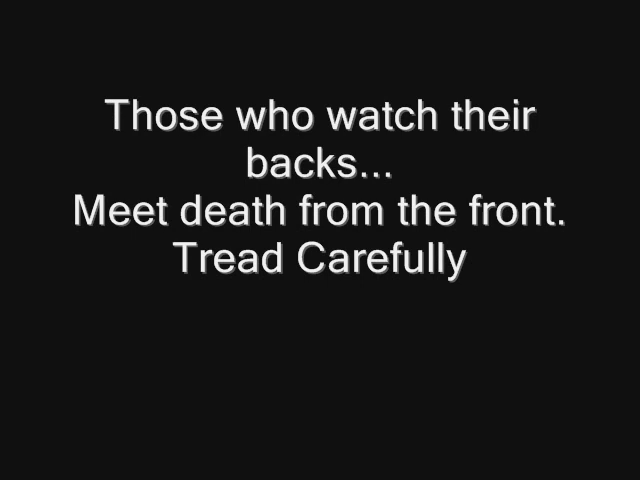 Those who watch their
backs...
Meet death from the front.
Tread Carefully